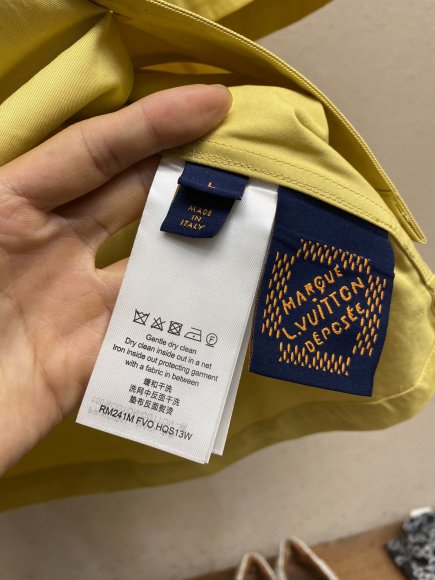 L
MADE
IN
ITALY
MARQUE
L.VUITTON
DÉPOSÉE
Gentle dry clean
Dry clean inside out in a net
Iron inside out protecting garment
with a fabric in between
緩和干洗
洗网中反面干洗
垫布反面熨烫
RM241M FVO HQS13W